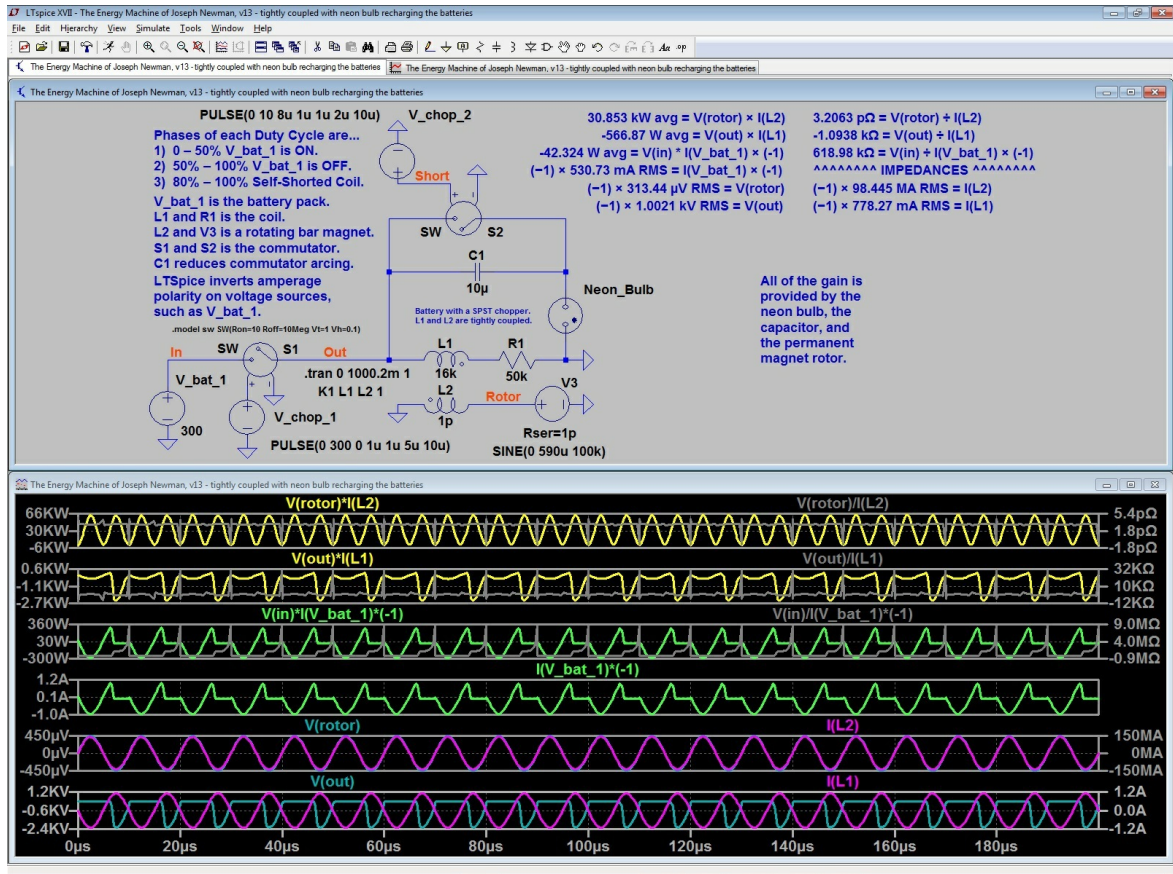 LTspice XVII - The Energy Machine of Joseph Newman, v13 - tightly coupled with neon bulb recharging the batteries
File Edit Hierarchy View Simulate Tools Window Help
The Energy Machine of Joseph Newman, v13 - tightly coupled with neon bulb recharging the batteries
The Energy Machine of Joseph Newman, v13 - tightly coupled with neon bulb recharging the batteries
The Energy Machine of Joseph Newman, v13 - tightly coupled with neon bulb recharging the batteries
PULSE(0 10 8u 1u 1u 2u 10u)
V_chop_2
Phases of each Duty Cycle are...
1) 0 – 50% V_bat_1 is ON.
2) 50% – 100% V_bat_1 is OFF.
3) 80% – 100% Self-Shorted Coil.
V_bat_1 is the battery pack.
L1 and R1 is the coil.
L2 and V3 is a rotating bar magnet.
S1 and S2 is the commutator.
C1 reduces commutator arcing.
LTSpice inverts amperage
polarity on voltage sources,
such as V_bat_1.
.model sw SW(Ron=10 Roff=10Meg Vt=1 Vh=0.1)
Short
SW
S2
C1
10µ
Neon_Bulb
Battery with a SPST chopper.
L1 and L2 are tightly coupled.
In
SW
S1
Out
L1
R1
V_bat_1
.tran 0 1000.2m 1
16k
50k
K1 L1 L2 1
L2
Rotor
V3
300
V_chop_1
1p
Rser=1p
PULSE(0 300 0 1u 1u 5u 10u)
SINE(0 590u 100k)
30.853 kW avg = V(rotor) × I(L2)
-566.87 W avg = V(out) × I(L1)
-42.324 W avg = V(in) * I(V_bat_1) × (-1)
(−1) × 530.73 mA RMS = I(V_bat_1) × (-1)
(−1) × 313.44 µV RMS = V(rotor)
(−1) × 1.0021 kV RMS = V(out)
3.2063 pΩ = V(rotor) ÷ I(L2)
-1.0938 kΩ = V(out) ÷ I(L1)
618.98 kΩ = V(in) ÷ I(V_bat_1) × (-1)
^^^^^^^^ IMPEDANCES ^^^^^^^^
(−1) × 98.445 MA RMS = I(L2)
(−1) × 778.27 mA RMS = I(L1)
All of the gain is
provided by the
neon bulb, the
capacitor, and
the permanent
magnet rotor.
The Energy Machine of Joseph Newman, v13 - tightly coupled with neon bulb recharging the batteries
V(rotor)*I(L2)
V(rotor)/I(L2)
66KW
30KW
-6KW
5.4pΩ
1.8pΩ
-1.8pΩ
V(out)*I(L1)
V(out)/I(L1)
0.6KW
-1.1KW
-2.7KW
32KΩ
10KΩ
-12KΩ
V(in)*I(V_bat_1)*(-1)
V(in)/I(V_bat_1)*(-1)
360W
30W
-300W
9.0MΩ
4.0MΩ
-0.9MΩ
I(V_bat_1)*(-1)
1.2A
0.1A
-1.0A
V(rotor)
I(L2)
450µV
0µV
-450µV
150MA
0MA
-150MA
V(out)
I(L1)
1.2KV
-0.6KV
-2.4KV
1.2A
0.0A
-1.2A
0µs 20µs 40µs 60µs 80µs 100µs 120µs 140µs 160µs 180µs